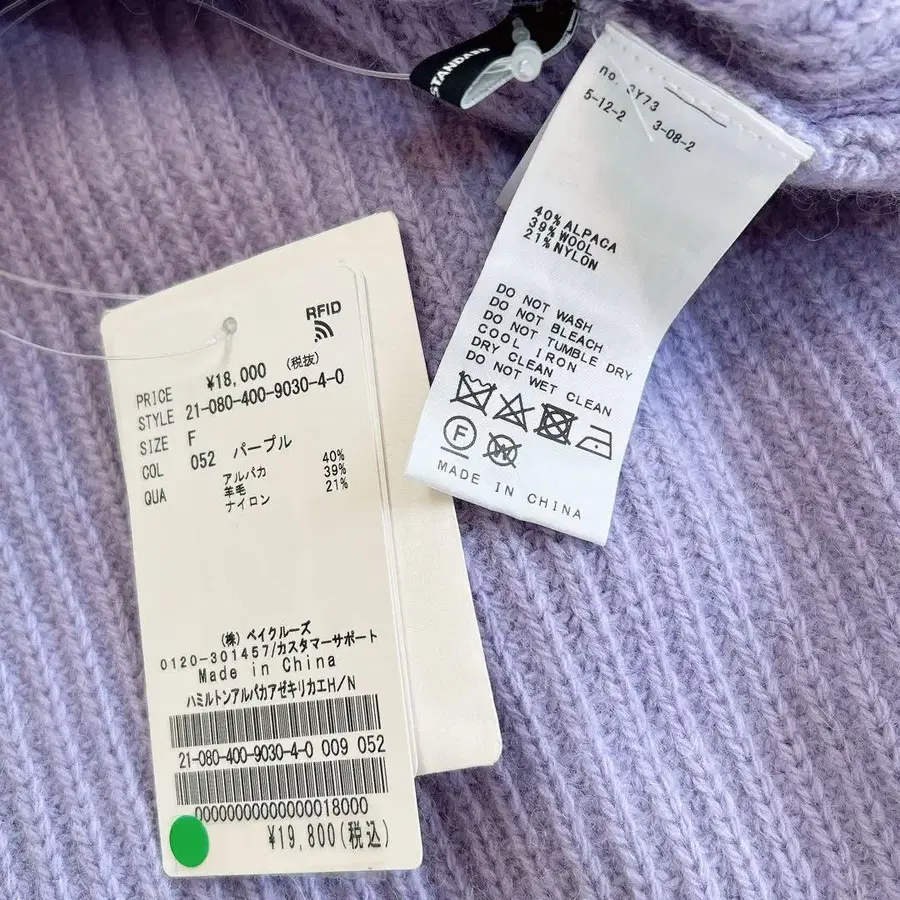 STANDARD
no. 3Y73
5-12-2 3-08-2
40% ALPACA
39% WOOL
21% NYLON
DO NOT WASH
DO NOT BLEACH
DO NOT TUMBLE DRY
COOL IRON
DRY CLEAN
DO NOT WET CLEAN
F
W
MADE IN CHINA
RFID
PRICE ¥18,000 (税抜)
STYLE 21-080-400-9030-4-0
SIZE F
COL 052 パープル
QUA アルパカ 40%
羊毛 39%
ナイロン 21%
(株) ベイクルーズ
0120-301457/カスタマーサポート
Made in China
ハミルトンアルパカアゼキリカエH/N
21-080-400-9030-4-0 009 052
00000000000000018000
¥19,800(税込)